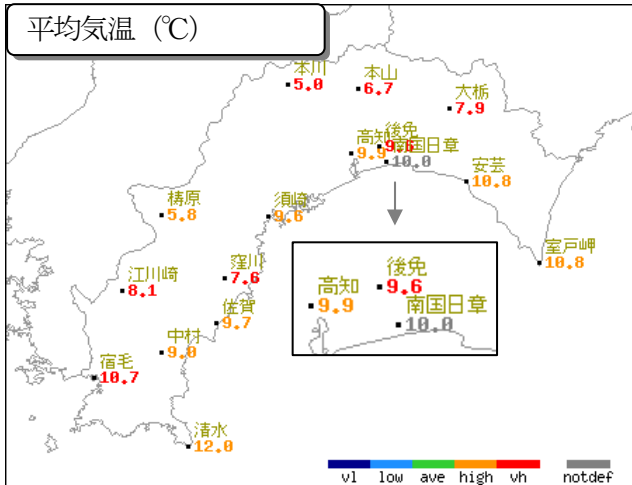 平均気温（℃）
本川
5.0
本山
6.7
大栃
7.9
高知
9.9
後免
9.6
南国日章
10.0
安芸
10.8
室戸岬
10.8
梼原
5.8
須崎
9.6
窪川
7.6
江川崎
8.1
佐賀
9.7
中村
9.0
宿毛
10.7
清水
12.0
高知
9.9
後免
9.6
南国日章
10.0
vl low ave high vh notdef